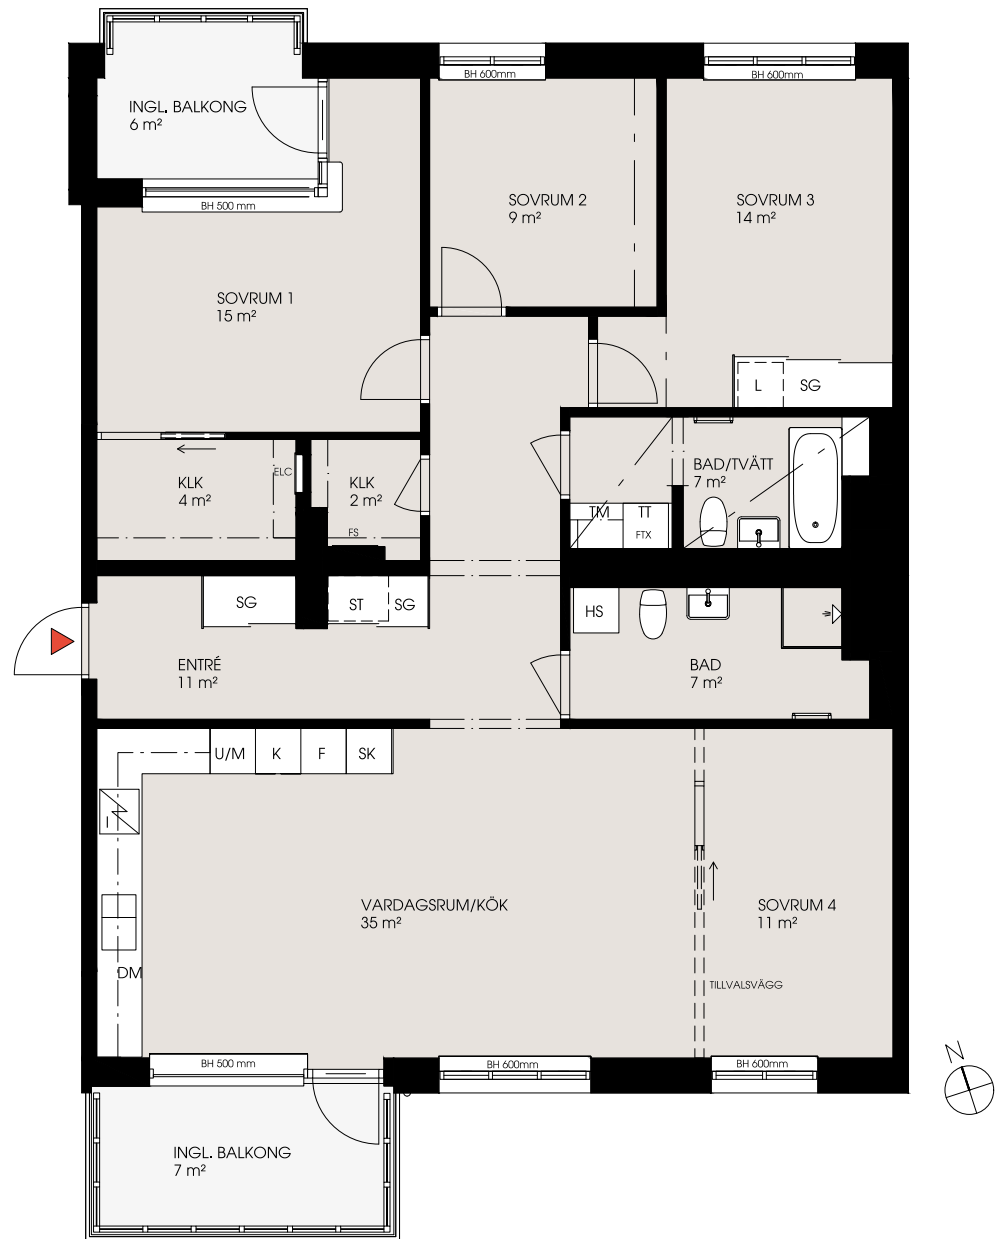 BH 600mm
BH 600mm
INGL. BALKONG
6 m²
BH 500 mm
SOVRUM 2
9 m²
SOVRUM 3
14 m²
SOVRUM 1
15 m²
L
SG
ELC
KLK
4 m²
KLK
2 m²
FS
BAD/TVÄTT
7 m²
TM
TT
FTX
SG
ST
SG
HS
ENTRÉ
11 m²
BAD
7 m²
U/M
K
F
SK
VARDAGSRUM/KÖK
35 m²
SOVRUM 4
11 m²
DM
TILLVALSVÄGG
BH 500 mm
BH 600mm
BH 600mm
N
INGL. BALKONG
7 m²